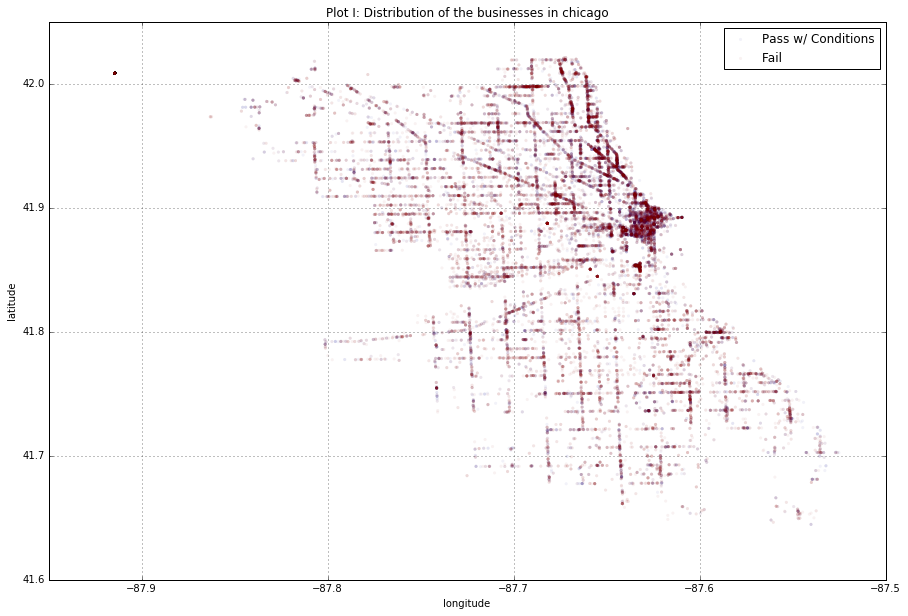 Plot I: Distribution of the businesses in chicago
Pass w/ Conditions
Fail
42.0
41.9
41.8
41.7
41.6
latitude
−87.9
−87.8
−87.7
−87.6
−87.5
longitude